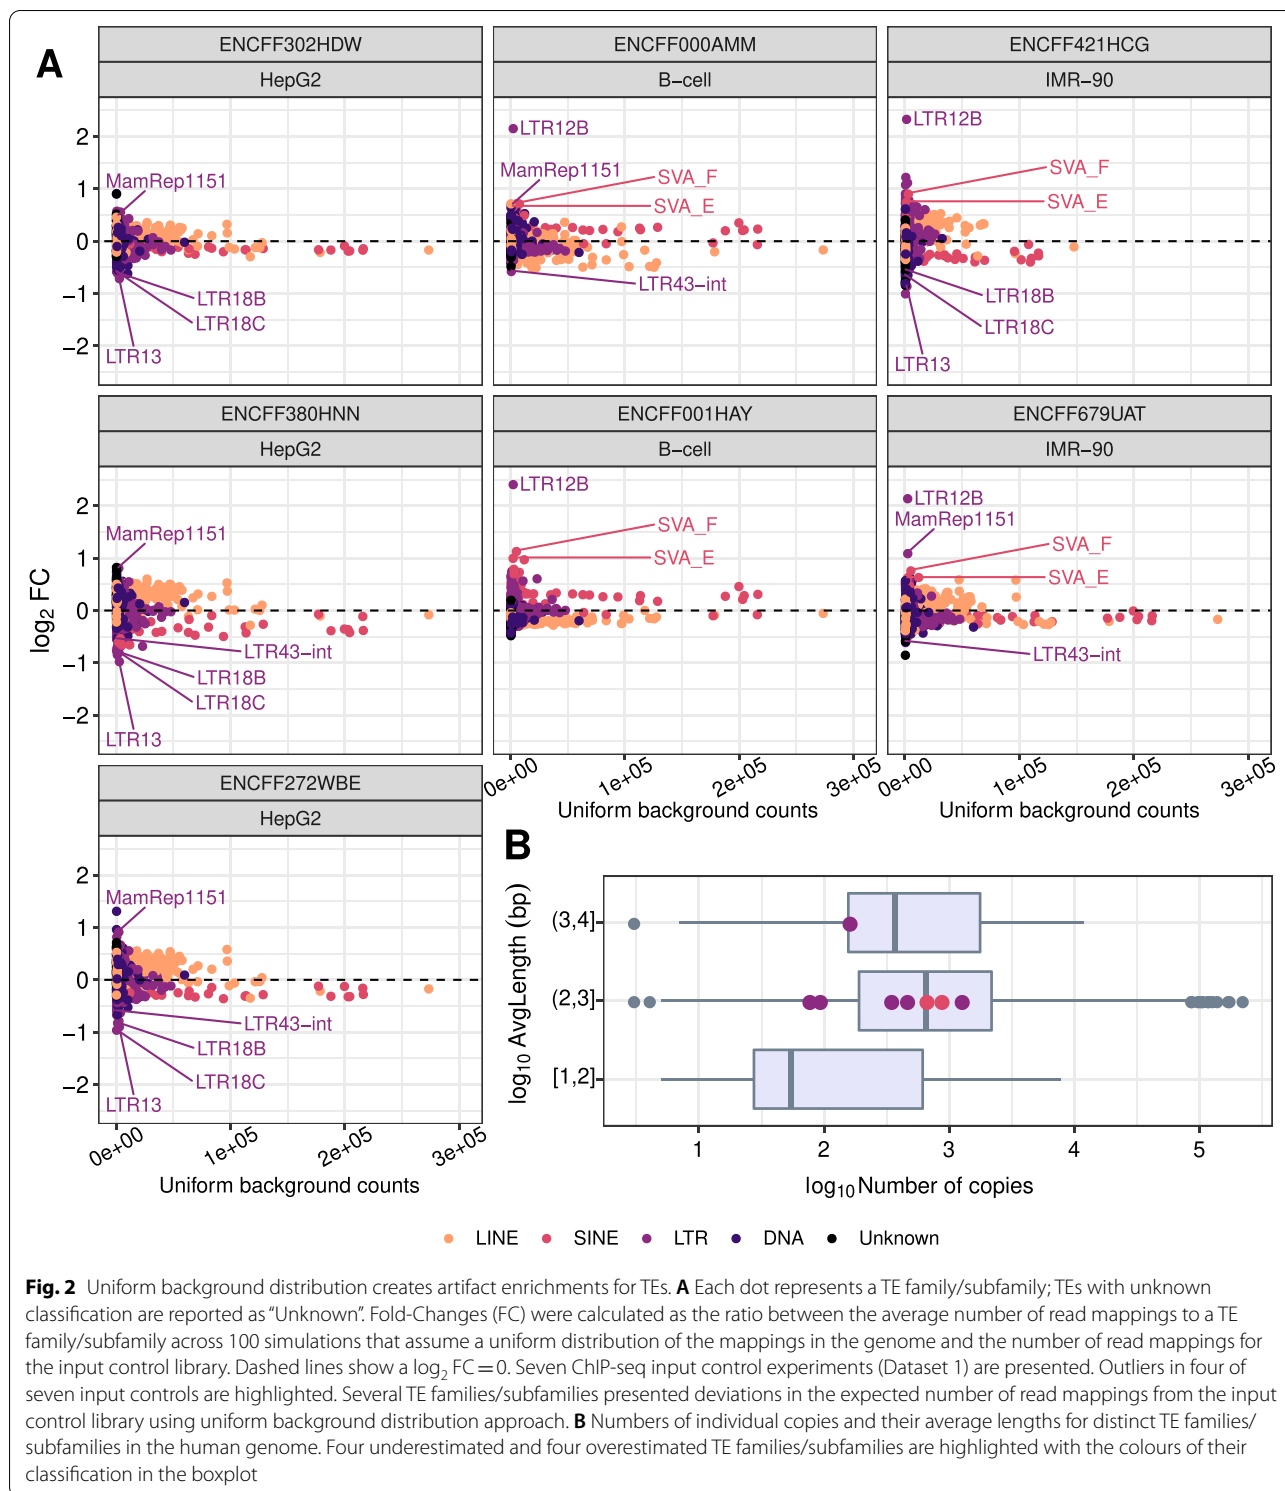 A
ENCFF302HDW
HepG2
MamRep1151
LTR18B
LTR18C
LTR13
2
1
0
−1
−2
ENCFF000AMM
B−cell
LTR12B
MamRep1151
SVA_F
SVA_E
LTR43−int
ENCFF421HCG
IMR−90
LTR12B
SVA_F
SVA_E
LTR18B
LTR18C
LTR13
log2 FC
ENCFF380HNN
HepG2
MamRep1151
LTR43−int
LTR18B
LTR18C
LTR13
2
1
0
−1
−2
ENCFF001HAY
B−cell
LTR12B
SVA_F
SVA_E
0e+00
1e+05
2e+05
3e+05
Uniform background counts
ENCFF679UAT
IMR−90
LTR12B
MamRep1151
SVA_F
SVA_E
LTR43−int
0e+00
1e+05
2e+05
3e+05
Uniform background counts
ENCFF272WBE
HepG2
MamRep1151
LTR43−int
LTR18B
LTR18C
LTR13
2
1
0
−1
−2
0e+00
1e+05
2e+05
3e+05
Uniform background counts
B
log10 AvgLength (bp)
(3,4]
(2,3]
[1,2]
1
2
3
4
5
log10 Number of copies
LINE
SINE
LTR
DNA
Unknown
Fig. 2 Uniform background distribution creates artifact enrichments for TEs. A Each dot represents a TE family/subfamily; TEs with unknown
classification are reported as “Unknown”. Fold-Changes (FC) were calculated as the ratio between the average number of read mappings to a TE
family/subfamily across 100 simulations that assume a uniform distribution of the mappings in the genome and the number of read mappings for
the input control library. Dashed lines show a log2 FC = 0. Seven ChIP-seq input control experiments (Dataset 1) are presented. Outliers in four of
seven input controls are highlighted. Several TE families/subfamilies presented deviations in the expected number of read mappings from the input
control library using uniform background distribution approach. B Numbers of individual copies and their average lengths for distinct TE families/
subfamilies in the human genome. Four underestimated and four overestimated TE families/subfamilies are highlighted with the colours of their
classification in the boxplot